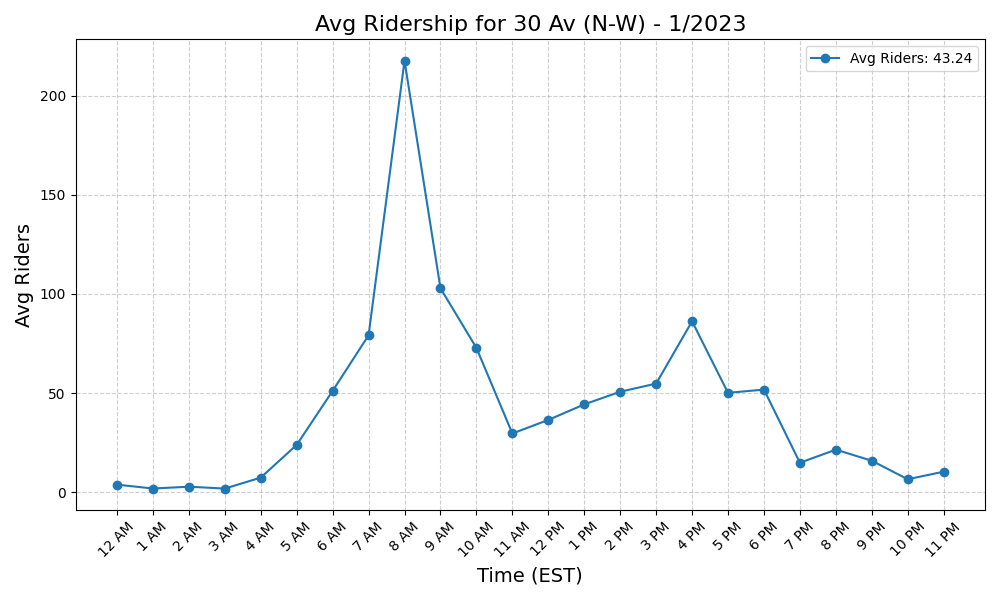 Avg Ridership for 30 Av (N-W) - 1/2023
Avg Riders: 43.24
Avg Riders
200
150
100
50
0
12 AM
1 AM
2 AM
3 AM
4 AM
5 AM
6 AM
7 AM
8 AM
9 AM
10 AM
11 AM
12 PM
1 PM
2 PM
3 PM
4 PM
5 PM
6 PM
7 PM
8 PM
9 PM
10 PM
11 PM
Time (EST)